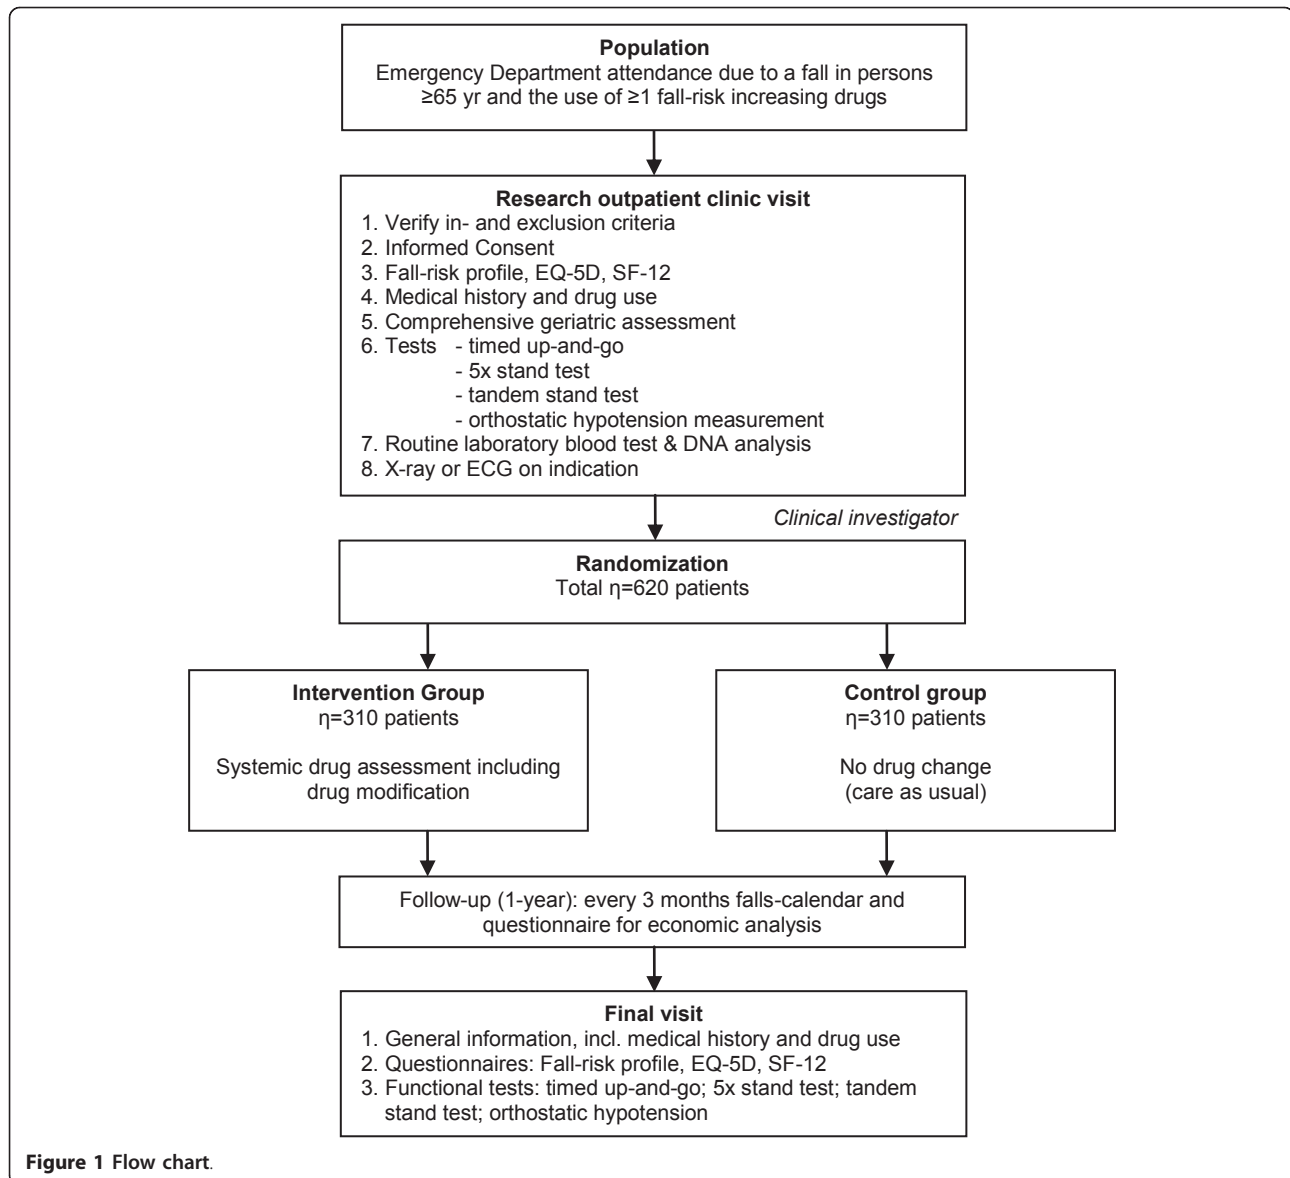 Population
Emergency Department attendance due to a fall in persons
≥65 yr and the use of ≥1 fall-risk increasing drugs
Research outpatient clinic visit
1. Verify in- and exclusion criteria
2. Informed Consent
3. Fall-risk profile, EQ-5D, SF-12
4. Medical history and drug use
5. Comprehensive geriatric assessment
6. Tests - timed up-and-go
- 5x stand test
- tandem stand test
- orthostatic hypotension measurement
7. Routine laboratory blood test & DNA analysis
8. X-ray or ECG on indication
Clinical investigator
Randomization
Total η=620 patients
Intervention Group
η=310 patients
Systemic drug assessment including
drug modification
Control group
η=310 patients
No drug change
(care as usual)
Follow-up (1-year): every 3 months falls-calendar and
questionnaire for economic analysis
Final visit
1. General information, incl. medical history and drug use
2. Questionnaires: Fall-risk profile, EQ-5D, SF-12
3. Functional tests: timed up-and-go; 5x stand test; tandem
stand test; orthostatic hypotension
Figure 1 Flow chart.